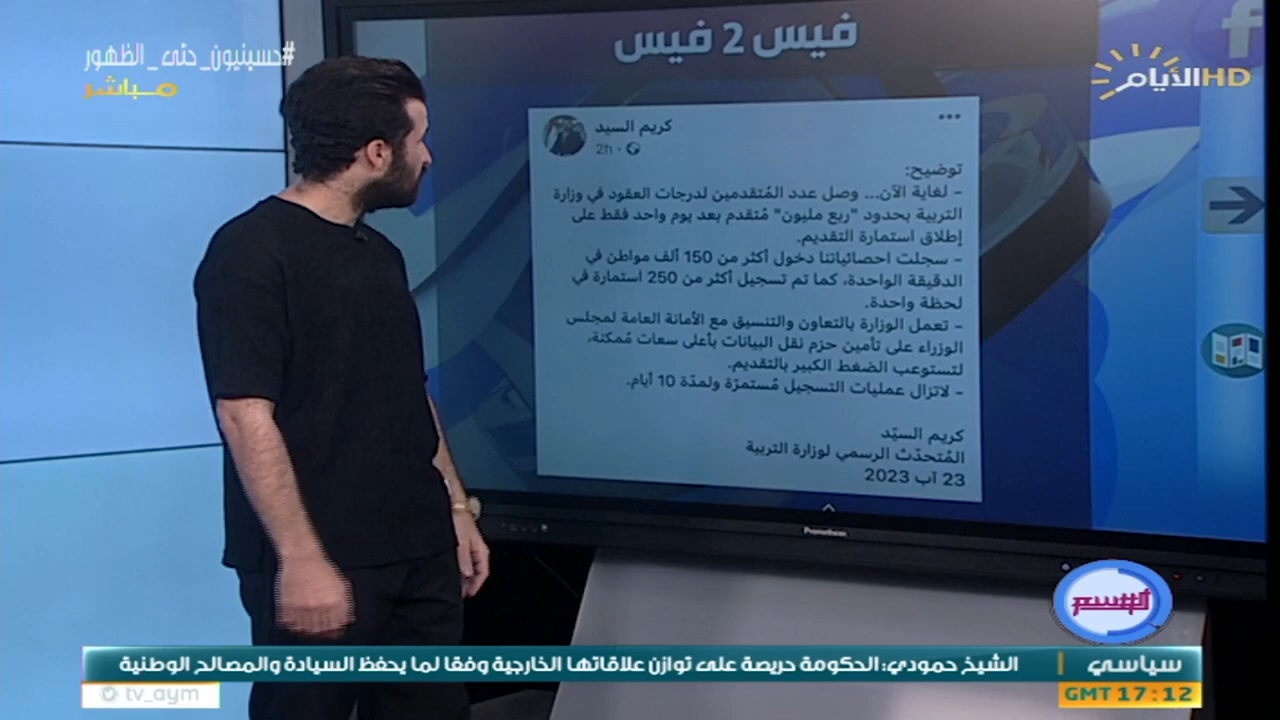 #حسينيون_حتى_الظهور
مباشر
الأيام HD
فيس 2 فيس
كريم السيد
2h
توضيح:
– لغاية الآن... وصل عدد المُتقدمين لدرجات العقود في وزارة
التربية بحدود "ربع مليون" مُتقدم بعد يوم واحد فقط على
إطلاق استمارة التقديم.
– سجلت احصائياتنا دخول أكثر من 150 ألف مواطن في
الدقيقة الواحدة، كما تم تسجيل أكثر من 250 استمارة في
لحظة واحدة.
– تعمل الوزارة بالتعاون والتنسيق مع الأمانة العامة لمجلس
الوزراء على تأمين حزم نقل البيانات بأعلى سعات مُمكنة،
لتستوعب الضغط الكبير بالتقديم.
– لاتزال عمليات التسجيل مُستمرّة ولمدّة 10 أيام.
كريم السيّد
المُتحدّث الرسمي لوزارة التربية
23 آب 2023
Promethean
سياسي
الشيخ حمودي: الحكومة حريصة على توازن علاقاتها الخارجية وفقا لما يحفظ السيادة والمصالح الوطنية
tv_aym
GMT 17:12